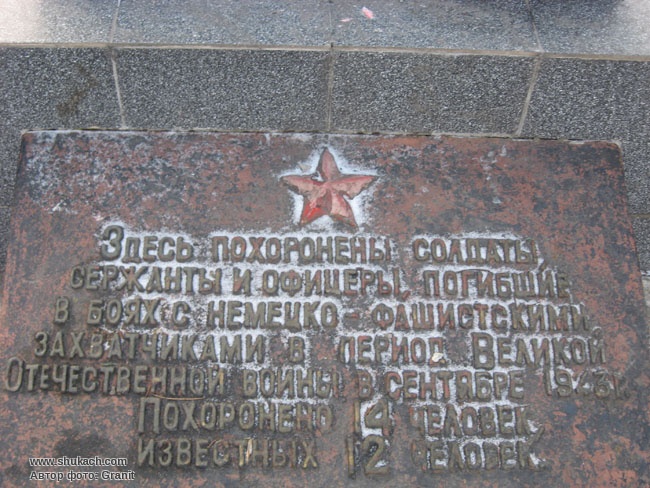 Здесь похоронены солдаты,
сержанты и офицеры, погибшие
в боях с немецко-фашистскими
захватчиками в период Великой
Отечественной войны в сентябре 1943 г.
Похоронено 14 человек,
известных 12 человек.
www.shukach.com
Автор фото: Granit